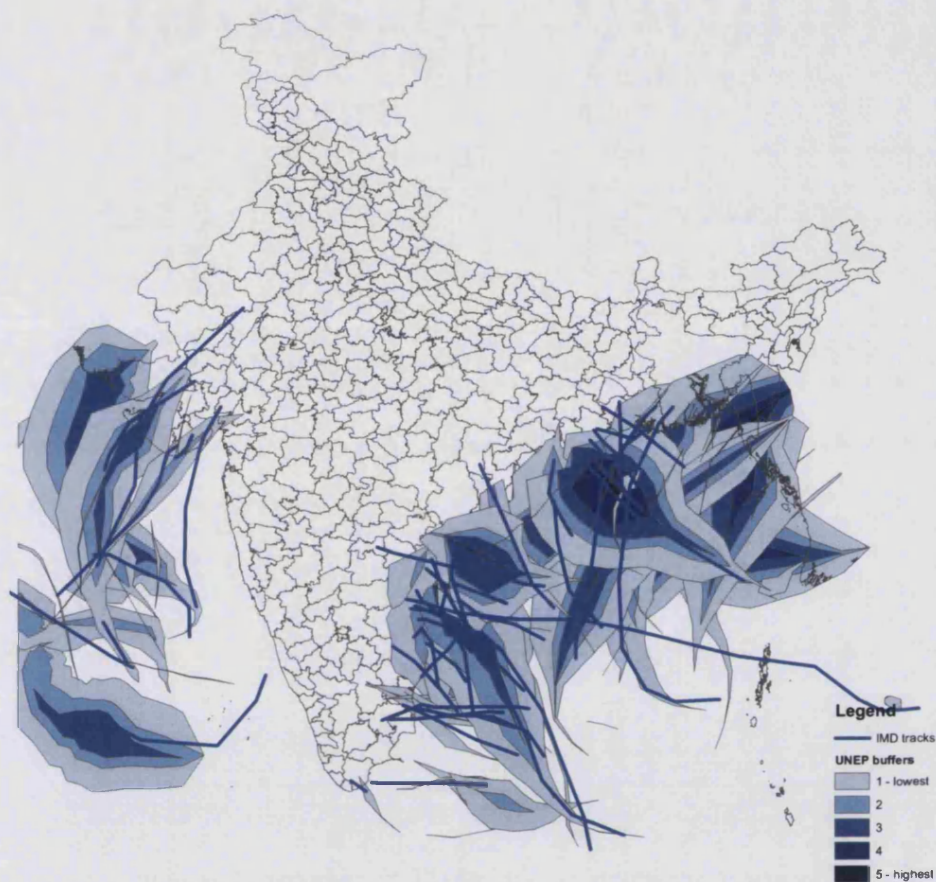 Legend
IMD tracks
UNEP buffers
1 - lowest
2
3
4
5 - highest